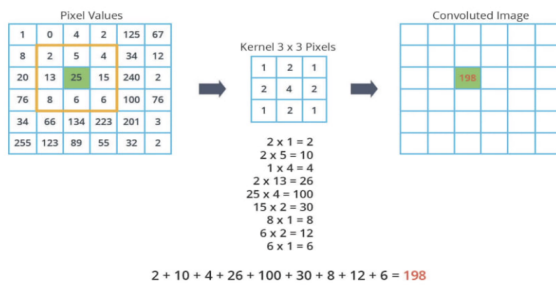 Pixel Values
1 0 4 2 125 67
8 2 5 4 34 12
20 13 25 15 240 2
76 8 6 6 100 76
34 66 134 223 201 3
255 123 89 55 32 2
Kernel 3 x 3 Pixels
1 2 1
2 4 2
1 2 1
2 x 1 = 2
2 x 5 = 10
1 x 4 = 4
2 x 13 = 26
25 x 4 = 100
15 x 2 = 30
8 x 1 = 8
6 x 2 = 12
6 x 1 = 6
Convoluted Image
198
2 + 10 + 4 + 26 + 100 + 30 + 8 + 12 + 6 = 198